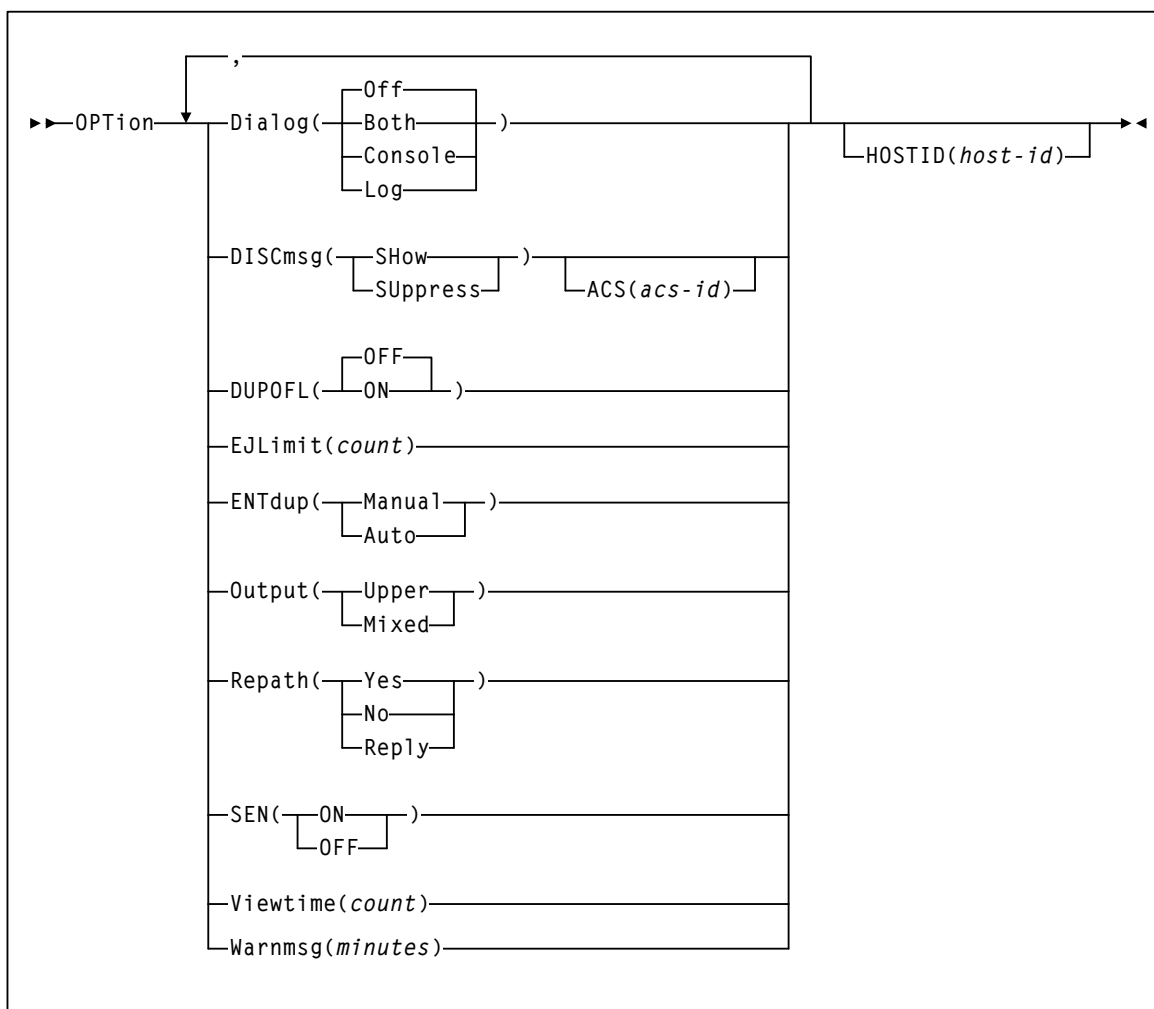 ,
Off
OPTion Dialog( Both )
Console
HOSTID(host-id)
Log
DISCmsg( SHow )
SUppress ACS(acs-id)
OFF
DUPOFL( ON )
EJLimit(count)
ENTdup( Manual )
Auto
Output( Upper )
Mixed
Repath( Yes )
No
Reply
SEN( ON )
OFF
Viewtime(count)
Warnmsg(minutes)